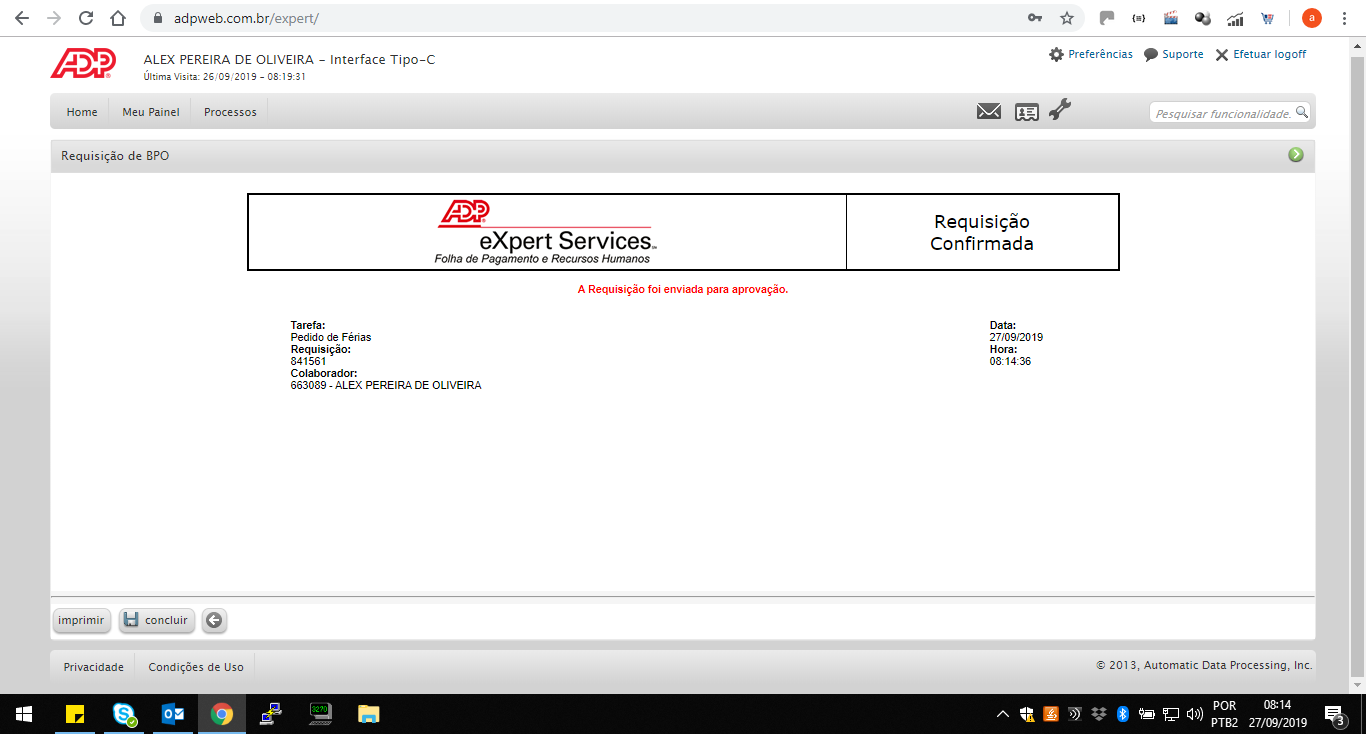 adpweb.com.br/expert/
a
ADP
ALEX PEREIRA DE OLIVEIRA - Interface Tipo-C
Última Visita: 26/09/2019 - 08:19:31
Preferências
Suporte
Efetuar logoff
Home
Meu Painel
Processos
Pesquisar funcionalidade.
Requisição de BPO
ADP
eXpert Services
Folha de Pagamento e Recursos Humanos
Requisição
Confirmada
A Requisição foi enviada para aprovação.
Tarefa:
Pedido de Férias
Requisição:
841561
Colaborador:
663089 - ALEX PEREIRA DE OLIVEIRA
Data:
27/09/2019
Hora:
08:14:36
imprimir
concluir
Privacidade
Condições de Uso
© 2013, Automatic Data Processing, Inc.
3270
POR
PTB2
08:14
27/09/2019
3